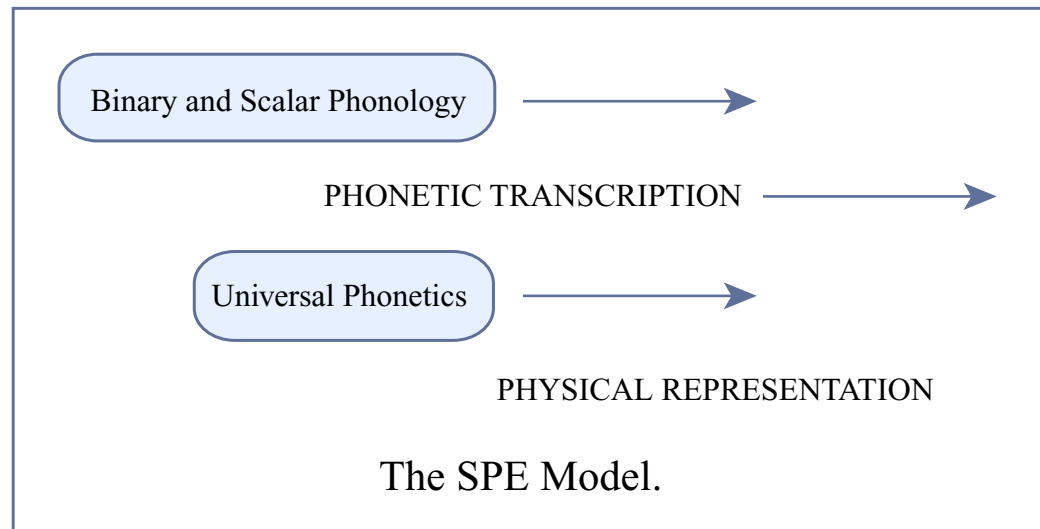 Binary and Scalar Phonology
PHONETIC TRANSCRIPTION
Universal Phonetics
PHYSICAL REPRESENTATION
The SPE Model.